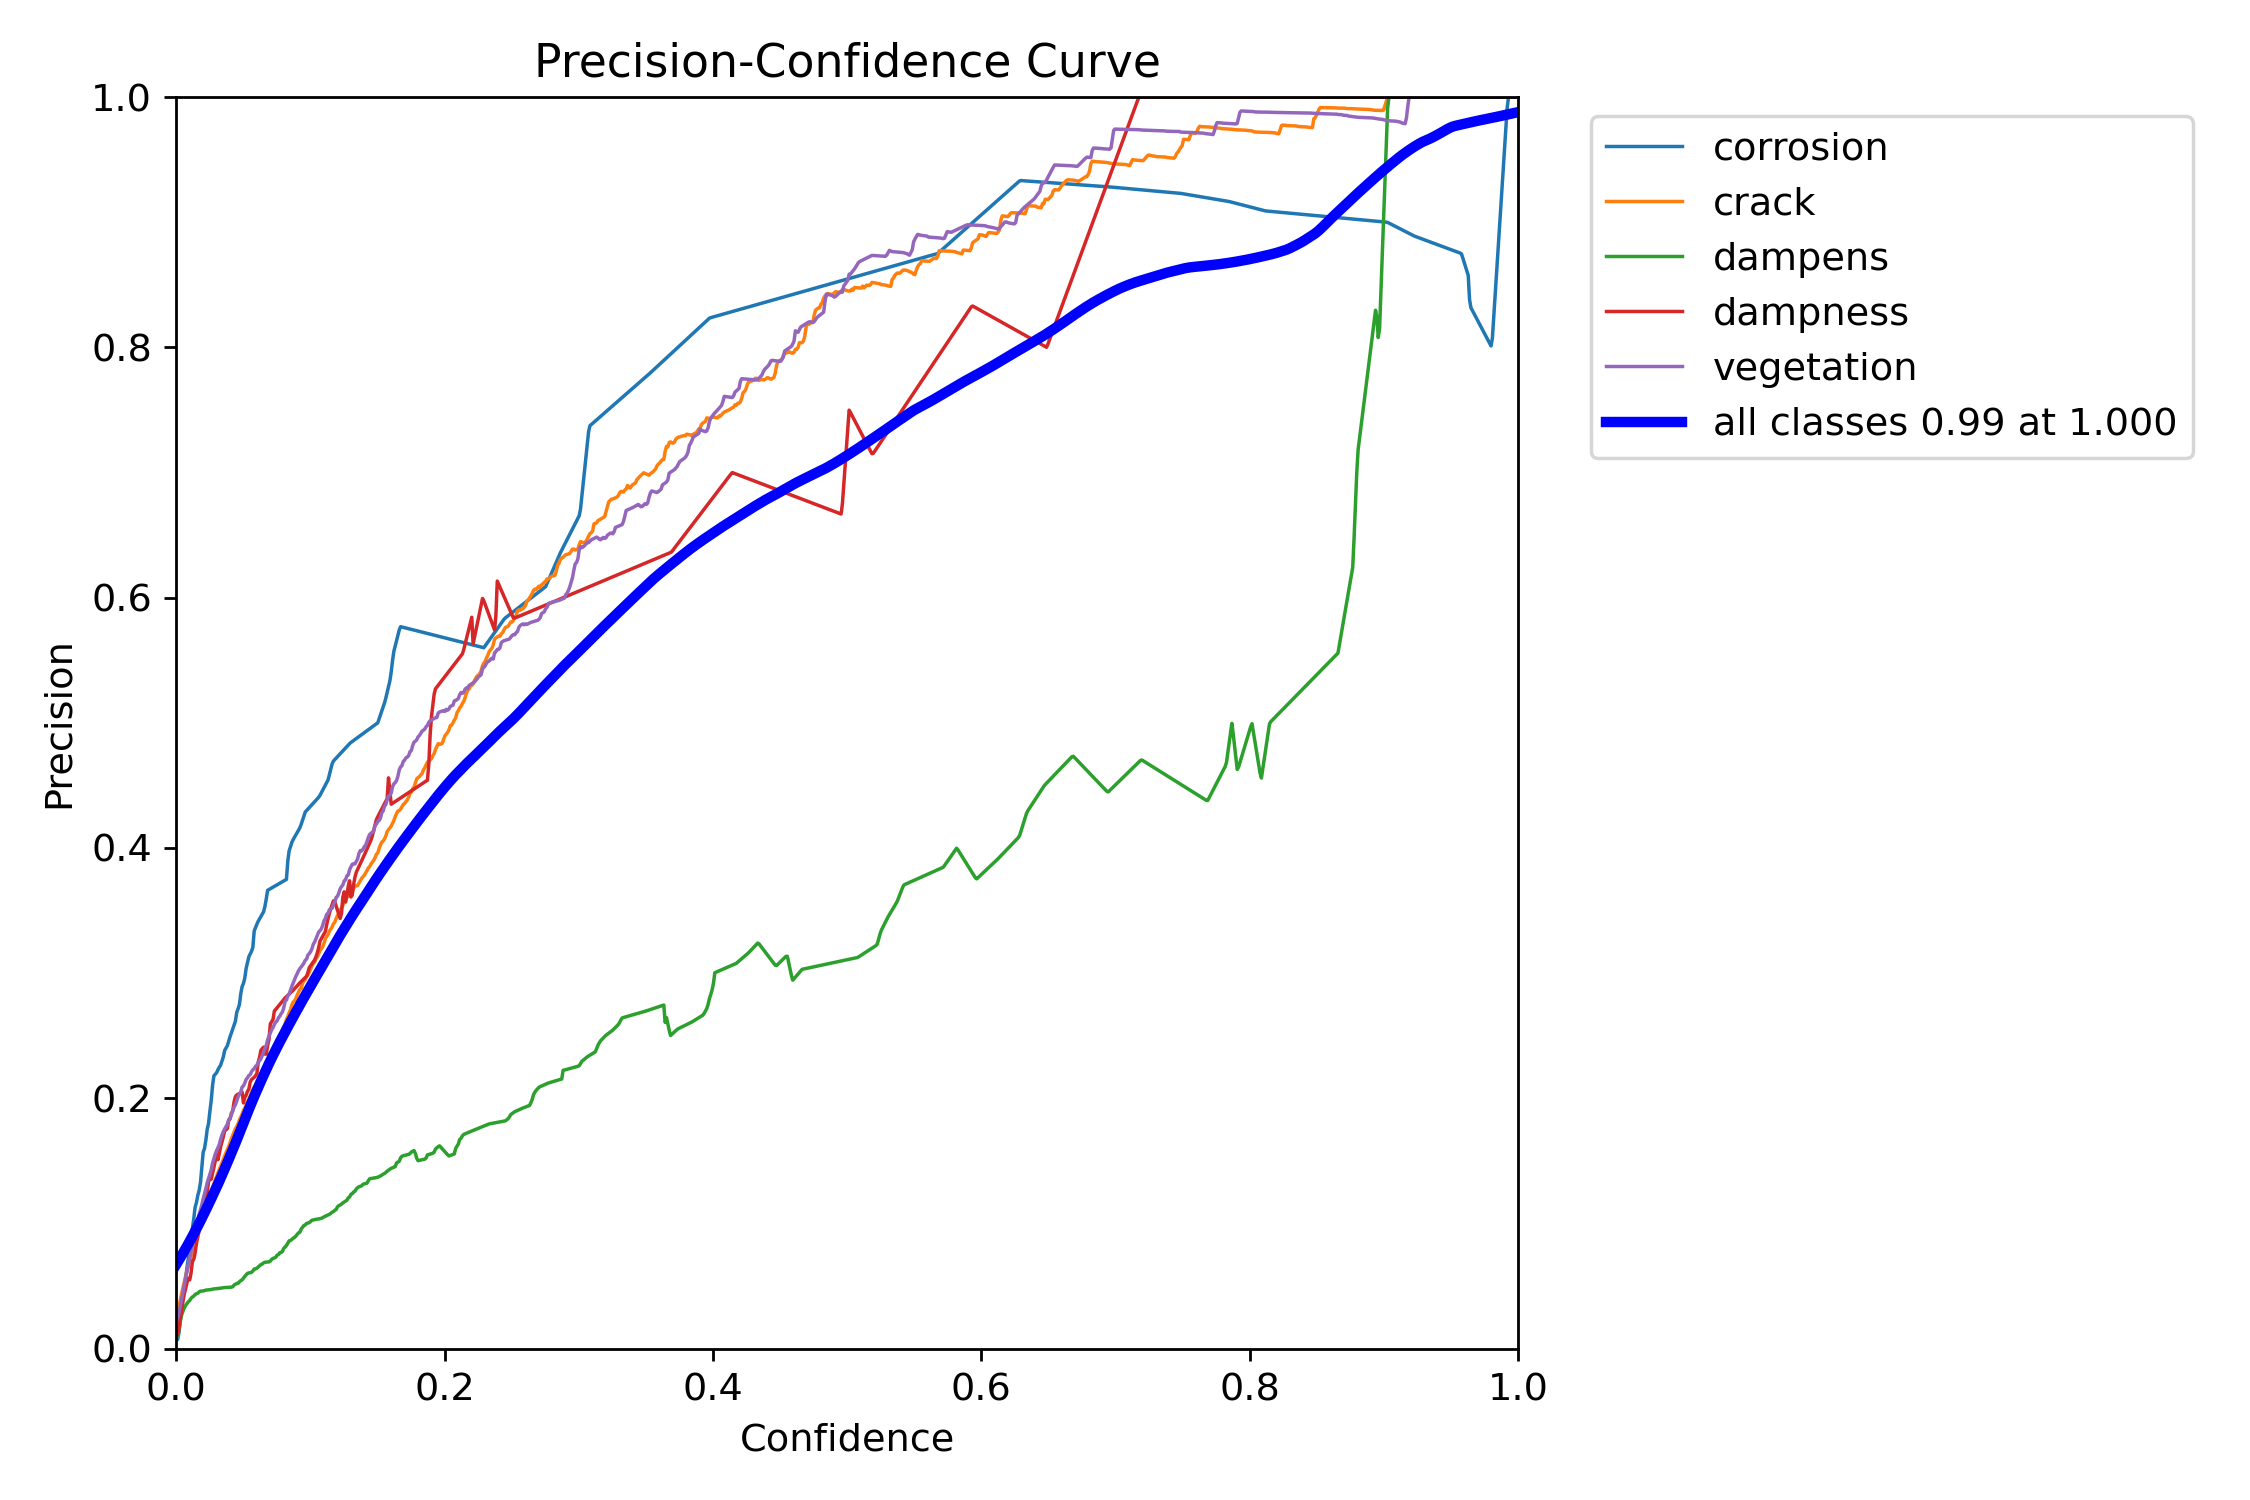 Precision-Confidence Curve
1.0
0.8
0.6
0.4
0.2
0.0
Precision
0.0 0.2 0.4 0.6 0.8 1.0
Confidence
corrosion
crack
dampens
dampness
vegetation
all classes 0.99 at 1.000